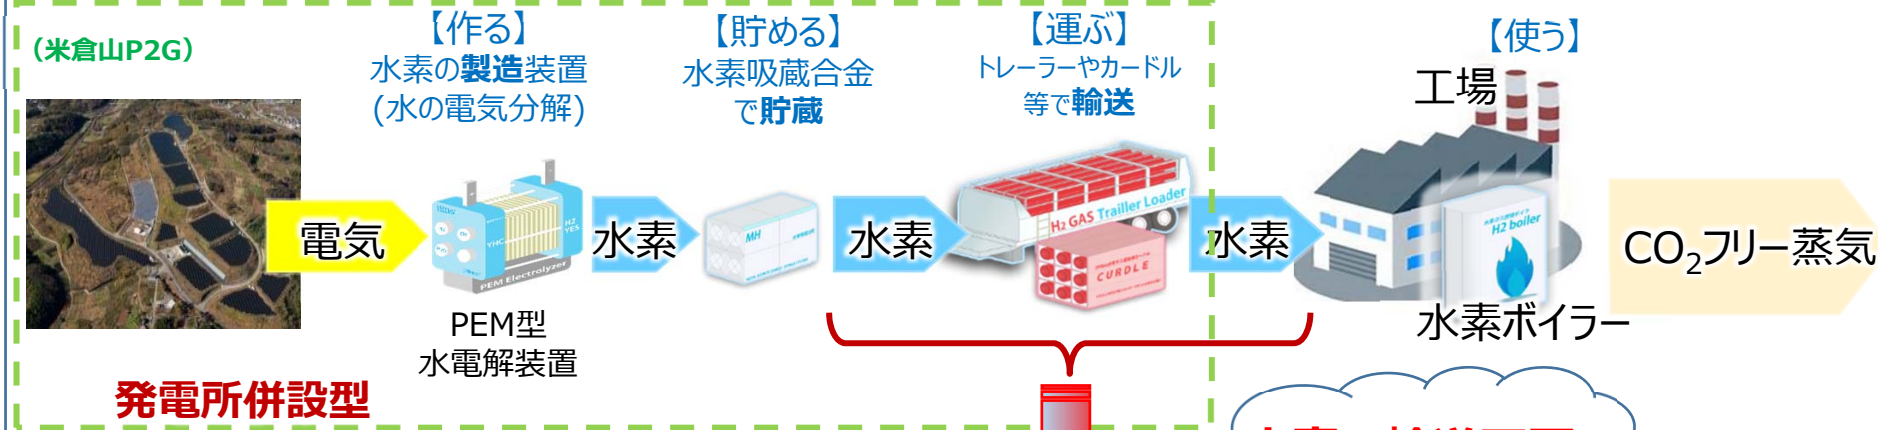 （米倉山P2G）
【作る】
水素の製造装置
(水の電気分解)
【貯める】
水素吸蔵合金
で貯蔵
【運ぶ】
トレーラーやカードル
等で輸送
【使う】
工場
電気
水素
水素
水素
YHC
H2
YES
PEM Electrolyzer
MH
H2 GAS Trailler Loader
CURDLE
H2 boiler
CO₂フリー蒸気
PEM型
水電解装置
水素ボイラー
発電所併設型